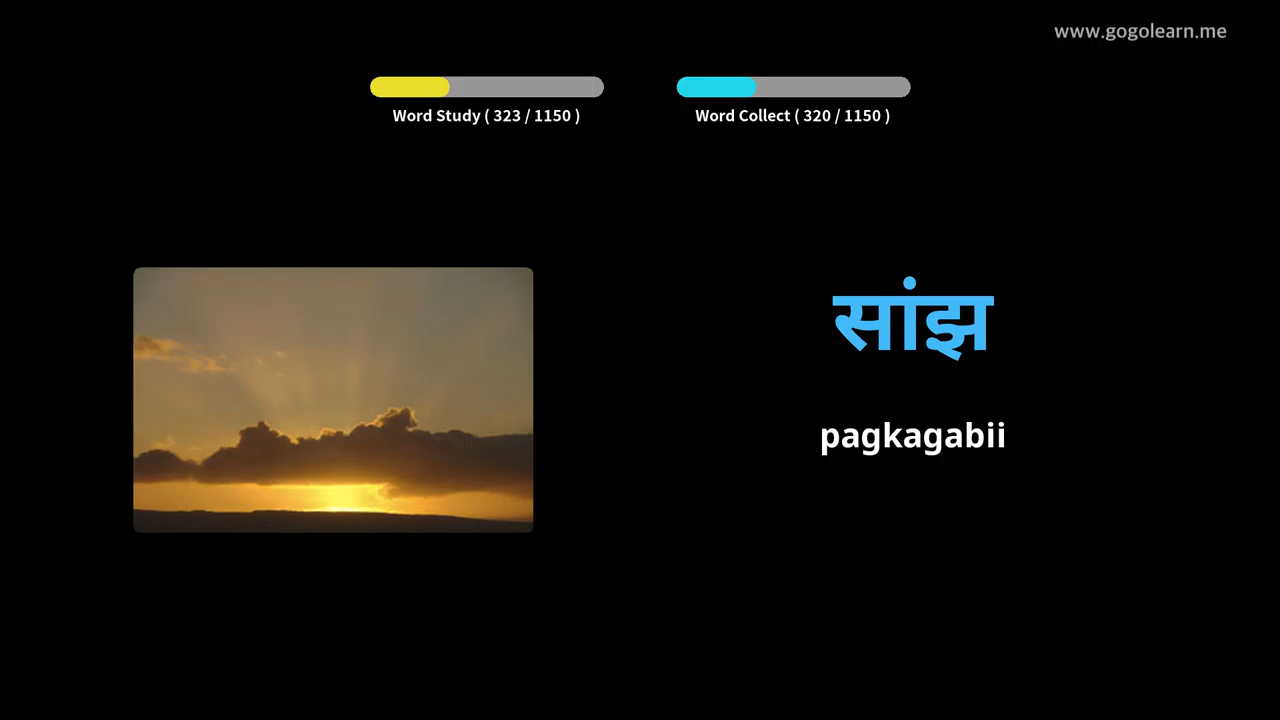 www.gogolearn.me
Word Study ( 323 / 1150 )
Word Collect ( 320 / 1150 )
सांझ
pagkagabii